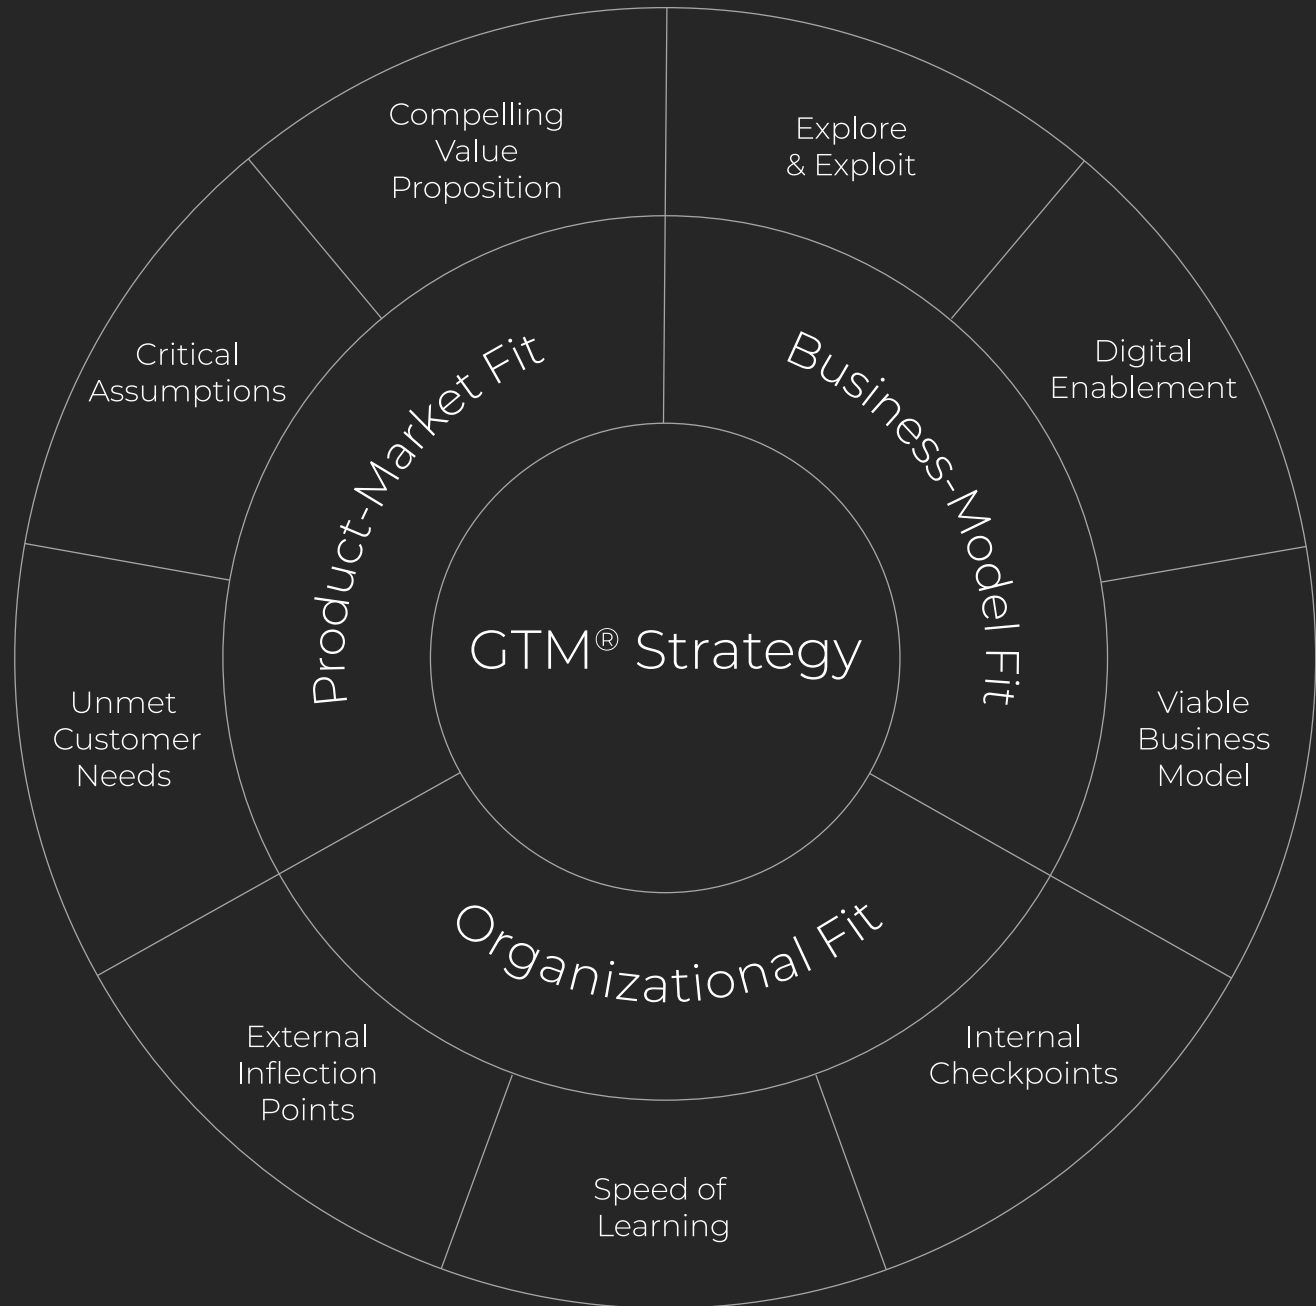 Compelling
Value
Proposition
Explore
& Exploit
Critical
Assumptions
Digital
Enablement
Product-Market Fit
Business-Model Fit
GTM® Strategy
Unmet
Customer
Needs
Viable
Business
Model
Organizational Fit
External
Inflection
Points
Internal
Checkpoints
Speed of
Learning